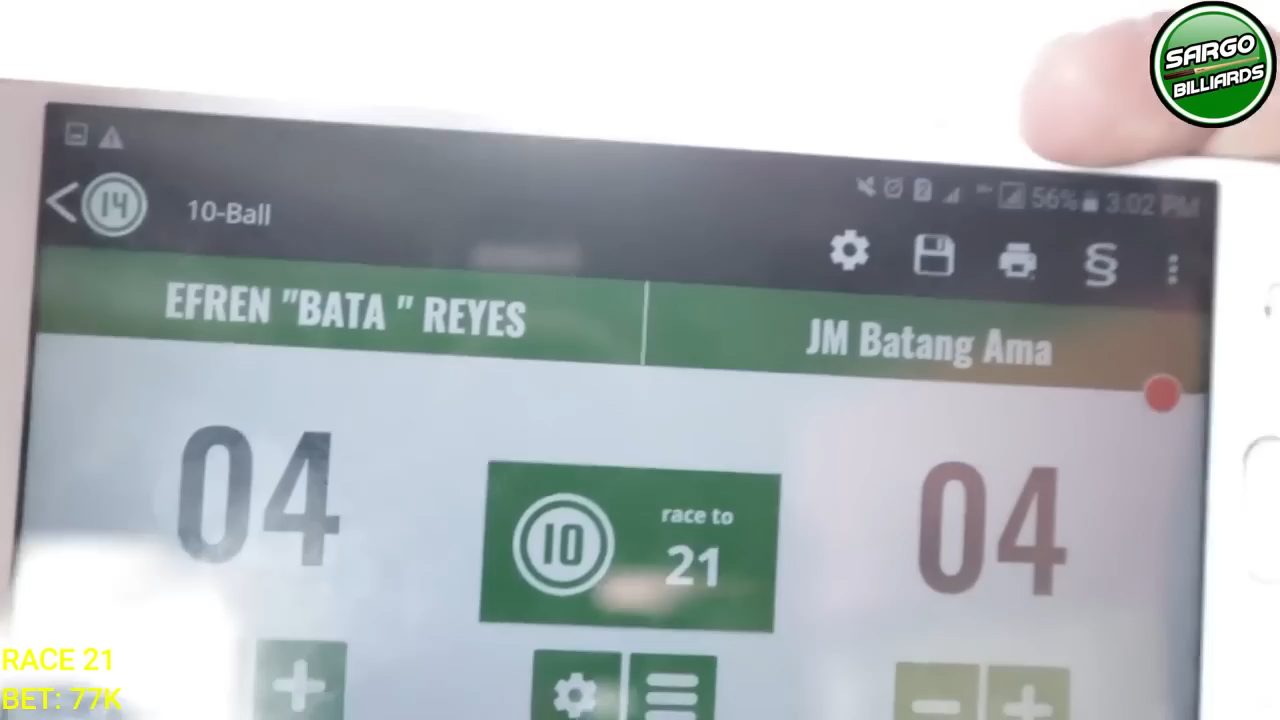 SARGO
BILLIARDS
56% 3:02 PM
14 10-Ball
EFREN "BATA " REYES
JM Batang Ama
04
10
race to
21
04
RACE 21
BET: 77K